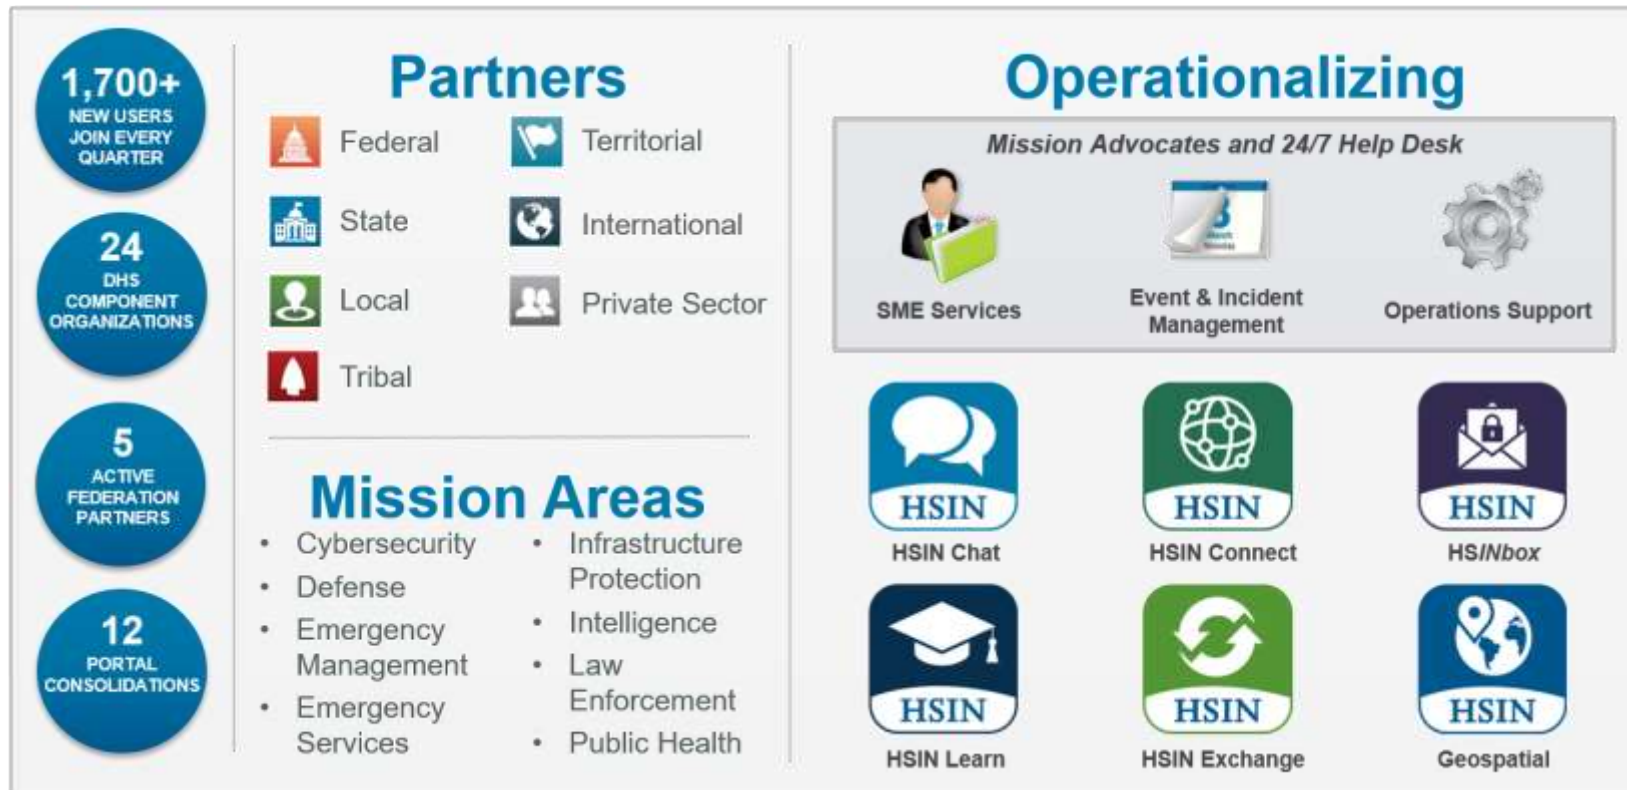 1,700+
NEW USERS
JOIN EVERY
QUARTER
24
DHS
COMPONENT
ORGANIZATIONS
5
ACTIVE
FEDERATION
PARTNERS
12
PORTAL
CONSOLIDATIONS
Partners
Federal
Territorial
State
International
Local
Private Sector
Tribal
Mission Areas
• Cybersecurity
• Defense
• Emergency
Management
• Emergency
Services
• Infrastructure
Protection
• Intelligence
• Law
Enforcement
• Public Health
Operationalizing
Mission Advocates and 24/7 Help Desk
SME Services
Event & Incident
Management
Operations Support
HSIN
HSIN Chat
HSIN
HSIN Connect
HSIN
HSINbox
HSIN
HSIN Learn
HSIN
HSIN Exchange
HSIN
Geospatial